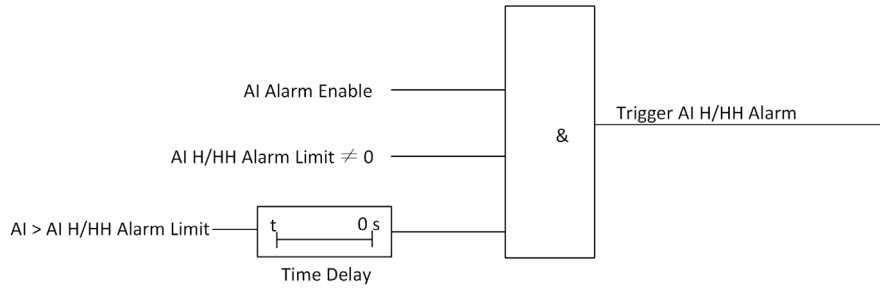 AI Alarm Enable
AI H/HH Alarm Limit ≠ 0
AI > AI H/HH Alarm Limit
t 0 s
Time Delay
&
Trigger AI H/HH Alarm